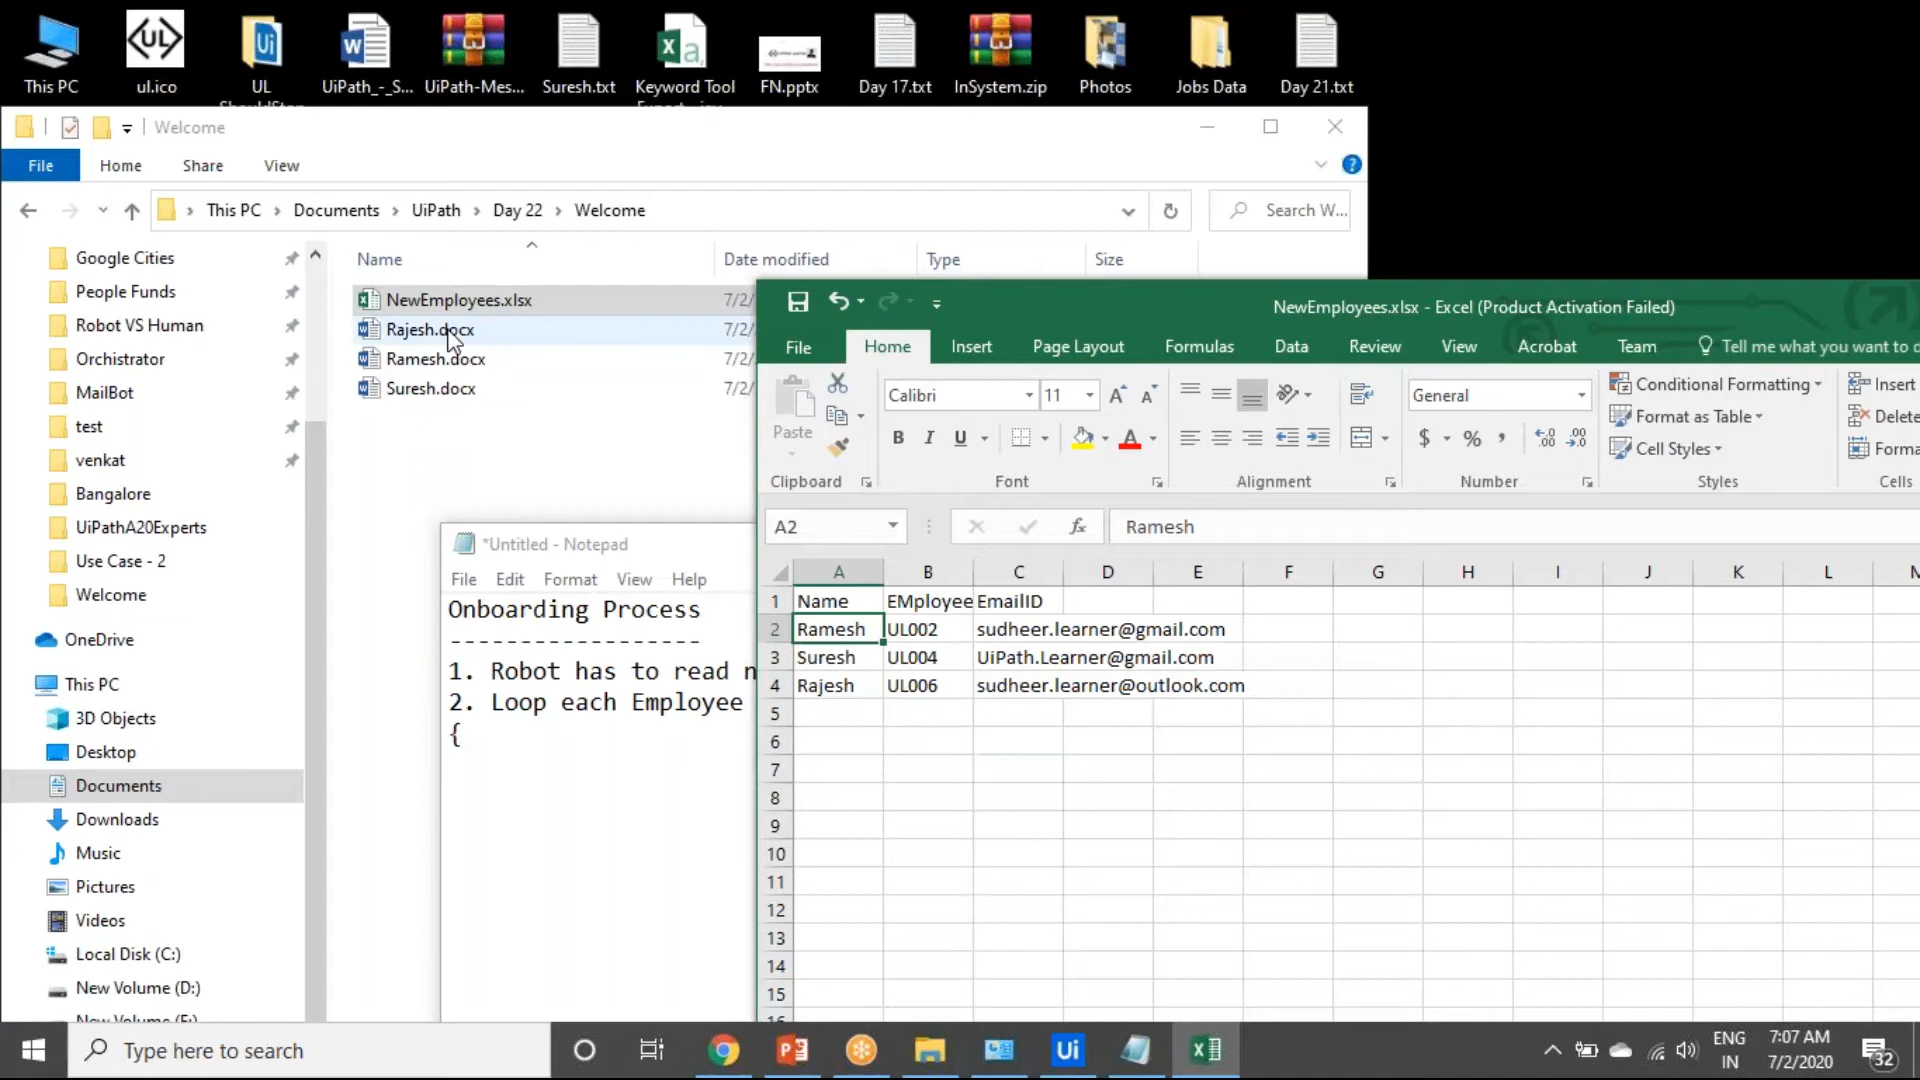 This PC
ul.ico
UL
UiPath_-_S...
UiPath-Mes...
Suresh.txt
Keyword Tool
FN.pptx
Day 17.txt
InSystem.zip
Photos
Jobs Data
Day 21.txt
Welcome
File
Home
Share
View
This PC > Documents > UiPath > Day 22 > Welcome
Search W...
Google Cities
People Funds
Robot VS Human
Orchistrator
MailBot
test
venkat
Bangalore
UiPathA20Experts
Use Case - 2
Welcome
OneDrive
This PC
3D Objects
Desktop
Documents
Downloads
Music
Pictures
Videos
Local Disk (C:)
New Volume (D:)
Name
Date modified
Type
Size
NewEmployees.xlsx
7/2/
Rajesh.docx
7/2/
Ramesh.docx
7/2/
Suresh.docx
7/2/
*Untitled - Notepad
File Edit Format View Help
Onboarding Process
------------------
1. Robot has to read n
2. Loop each Employee
{
NewEmployees.xlsx - Excel (Product Activation Failed)
File
Home
Insert
Page Layout
Formulas
Data
Review
View
Acrobat
Team
Tell me what you want to d
Paste
Clipboard
Calibri
11
B I U
Font
Alignment
General
$ % ,
Number
Conditional Formatting
Format as Table
Cell Styles
Styles
Insert
Delete
Forma
Cells
A2
fx
Ramesh
A B C D E F G H I J K L M
1 Name EMployee EmailID
2 Ramesh UL002 sudheer.learner@gmail.com
3 Suresh UL004 UiPath.Learner@gmail.com
4 Rajesh UL006 sudheer.learner@outlook.com
5
6
7
8
9
10
11
12
13
14
15
Type here to search
ENG
IN
7:07 AM
7/2/2020
32